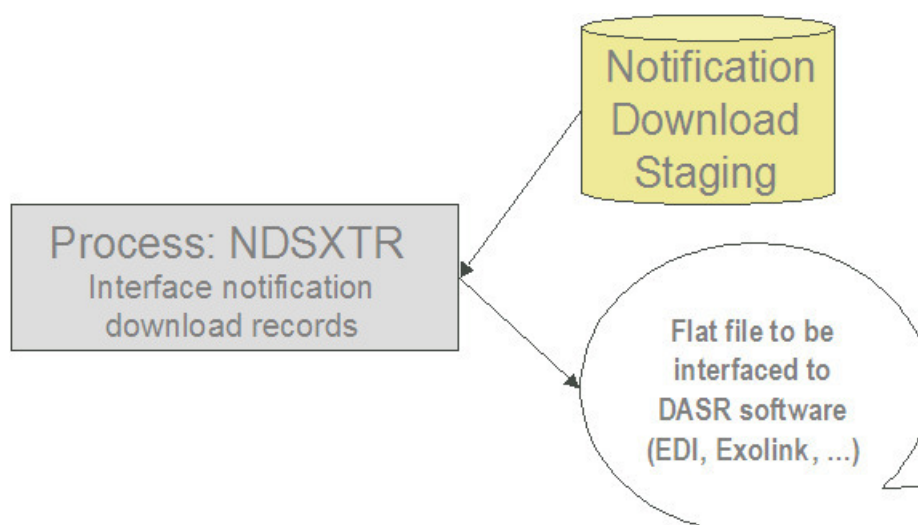 Notification
Download
Staging
Process: NDSXTR
Interface notification
download records
Flat file to be
interfaced to
DASR software
(EDI, Exolink, ...)